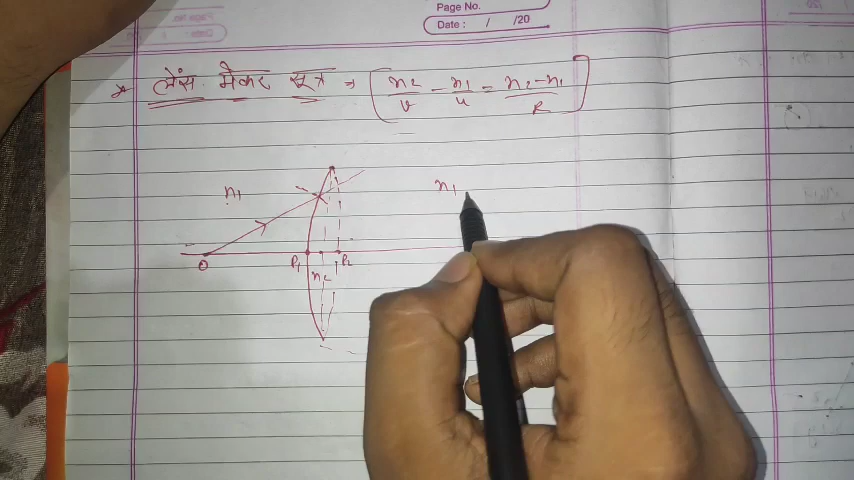 Page No.
Date : / /20
* लेंस मेकर सूत्र ⇒ [n₂/v − n₁/u = n₂−n₁/R]
n₁
n₁
O P₁ P₂
n₂